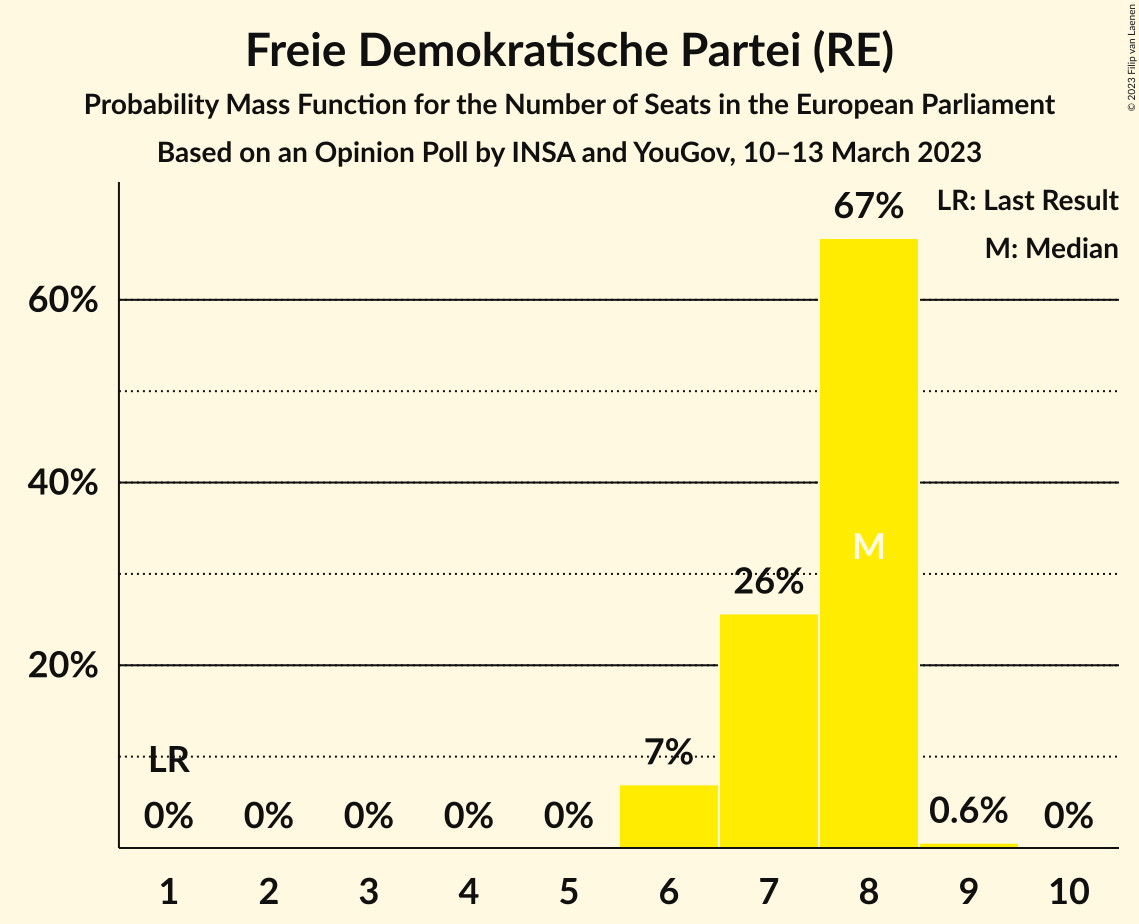 Freie Demokratische Partei (RE)
Probability Mass Function for the Number of Seats in the European Parliament
Based on an Opinion Poll by INSA and YouGov, 10–13 March 2023
© 2023 Filip van Laenen
LR: Last Result
M: Median
67%
60%
40%
M
26%
20%
LR
7%
0% 0% 0% 0% 0% 0.6% 0%
1 2 3 4 5 6 7 8 9 10